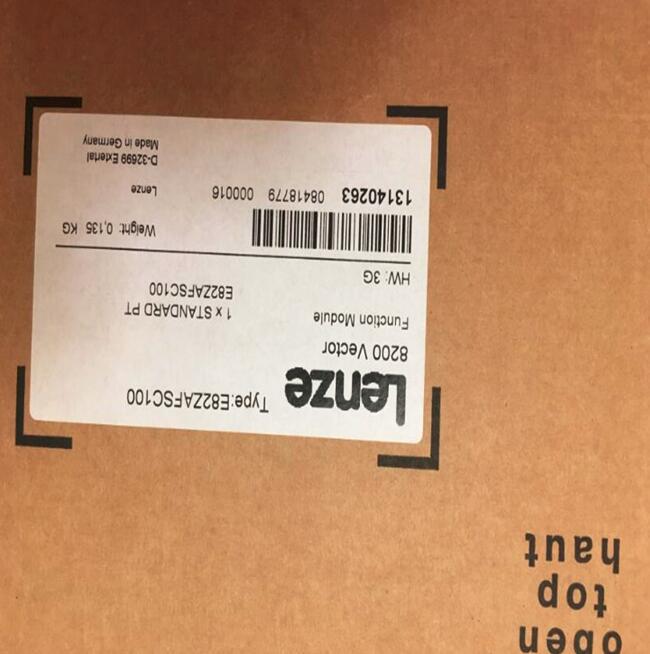 oben
top
haut
Lenze Type:E82ZAFSC100
8200 Vector
Function Module 1 x STANDARD PT
E82ZAFSC100
HW: 3G
Weight: 0,135 KG
13140263 08418779 000016 Lenze
D-32699 Extertal
Made in Germany